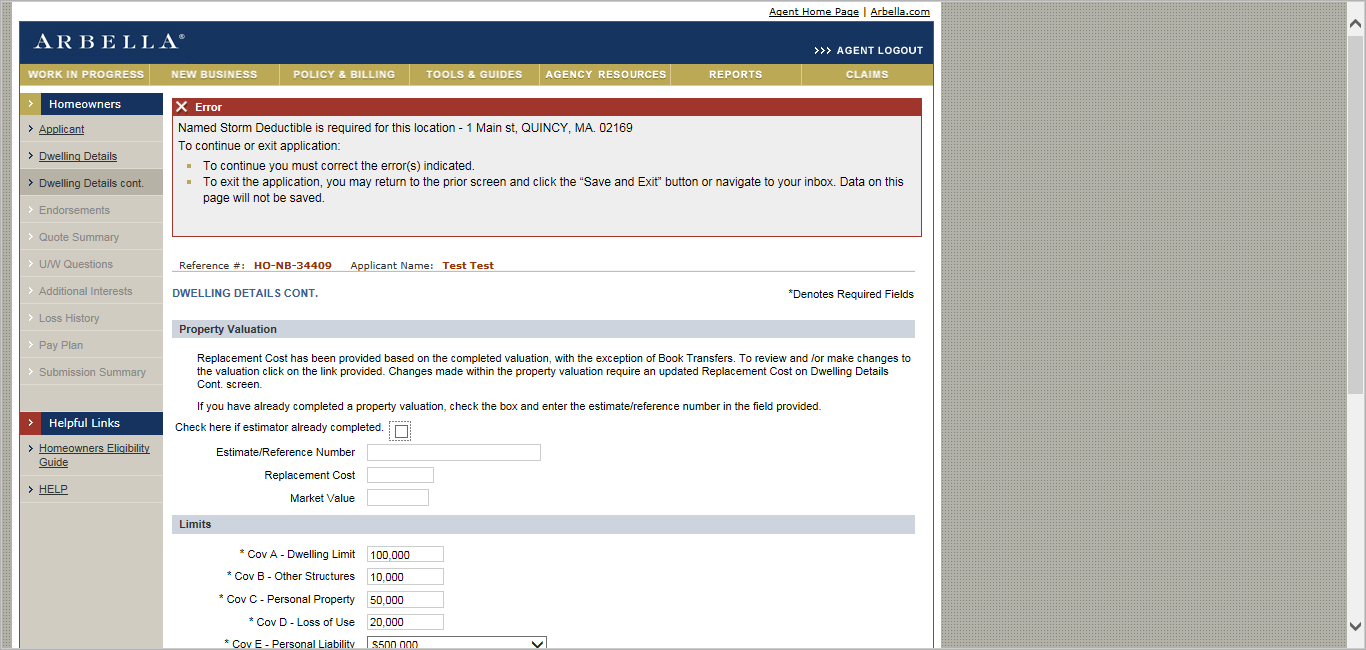 Agent Home Page | Arbella.com
ARBELLA®
>>> AGENT LOGOUT
WORK IN PROGRESS NEW BUSINESS POLICY & BILLING TOOLS & GUIDES AGENCY RESOURCES REPORTS CLAIMS
Homeowners
Applicant
Dwelling Details
Dwelling Details cont.
Endorsements
Quote Summary
U/W Questions
Additional Interests
Loss History
Pay Plan
Submission Summary
Helpful Links
Homeowners Eligibility
Guide
HELP
Error
Named Storm Deductible is required for this location - 1 Main st, QUINCY, MA. 02169
To continue or exit application:
To continue you must correct the error(s) indicated.
To exit the application, you may return to the prior screen and click the “Save and Exit” button or navigate to your inbox. Data on this
page will not be saved.
Reference #: HO-NB-34409 Applicant Name: Test Test
DWELLING DETAILS CONT.
*Denotes Required Fields
Property Valuation
Replacement Cost has been provided based on the completed valuation, with the exception of Book Transfers. To review and /or make changes to
the valuation click on the link provided. Changes made within the property valuation require an updated Replacement Cost on Dwelling Details
Cont. screen.
If you have already completed a property valuation, check the box and enter the estimate/reference number in the field provided.
Check here if estimator already completed.
Estimate/Reference Number
Replacement Cost
Market Value
Limits
* Cov A - Dwelling Limit 100,000
* Cov B - Other Structures 10,000
* Cov C - Personal Property 50,000
* Cov D - Loss of Use 20,000
* Cov E - Personal Liability $500,000